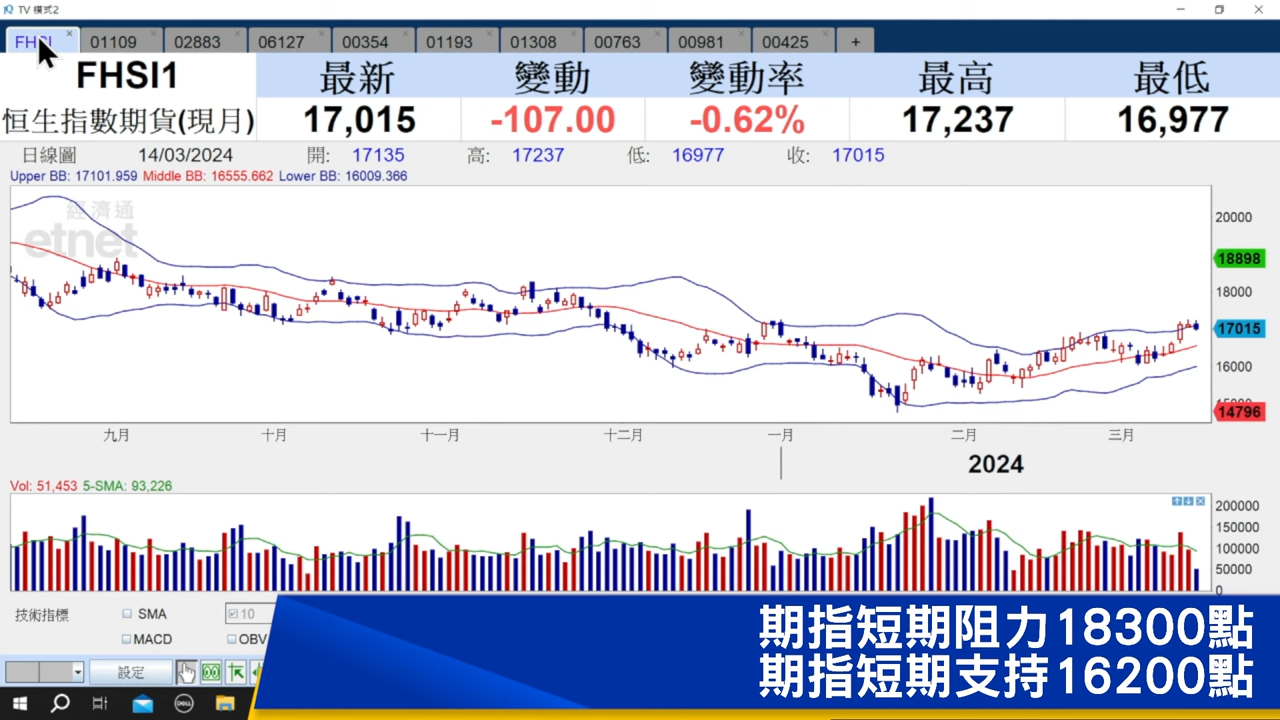 TV 模式2
01109 02883 06127 00354 01193 01308 00763 00981 00425 +
FHSI1 最新 變動 變動率 最高 最低
恒生指數期貨(現月) 17,015 -107.00 -0.62% 17,237 16,977
日線圖 14/03/2024 開: 17135 高: 17237 低: 16977 收: 17015
Upper BB: 17101.959 Middle BB: 16555.662 Lower BB: 16009.366
經濟通
etnet
20000
18898
18000
17015
16000
14796
九月 十月 十一月 十二月 一月 二月 三月
2024
Vol: 51,453 5-SMA: 93,226
200000
150000
100000
50000
0
技術指標 SMA 10
MACD OBV
設定
DELL
期指短期阻力18300點
期指短期支持16200點